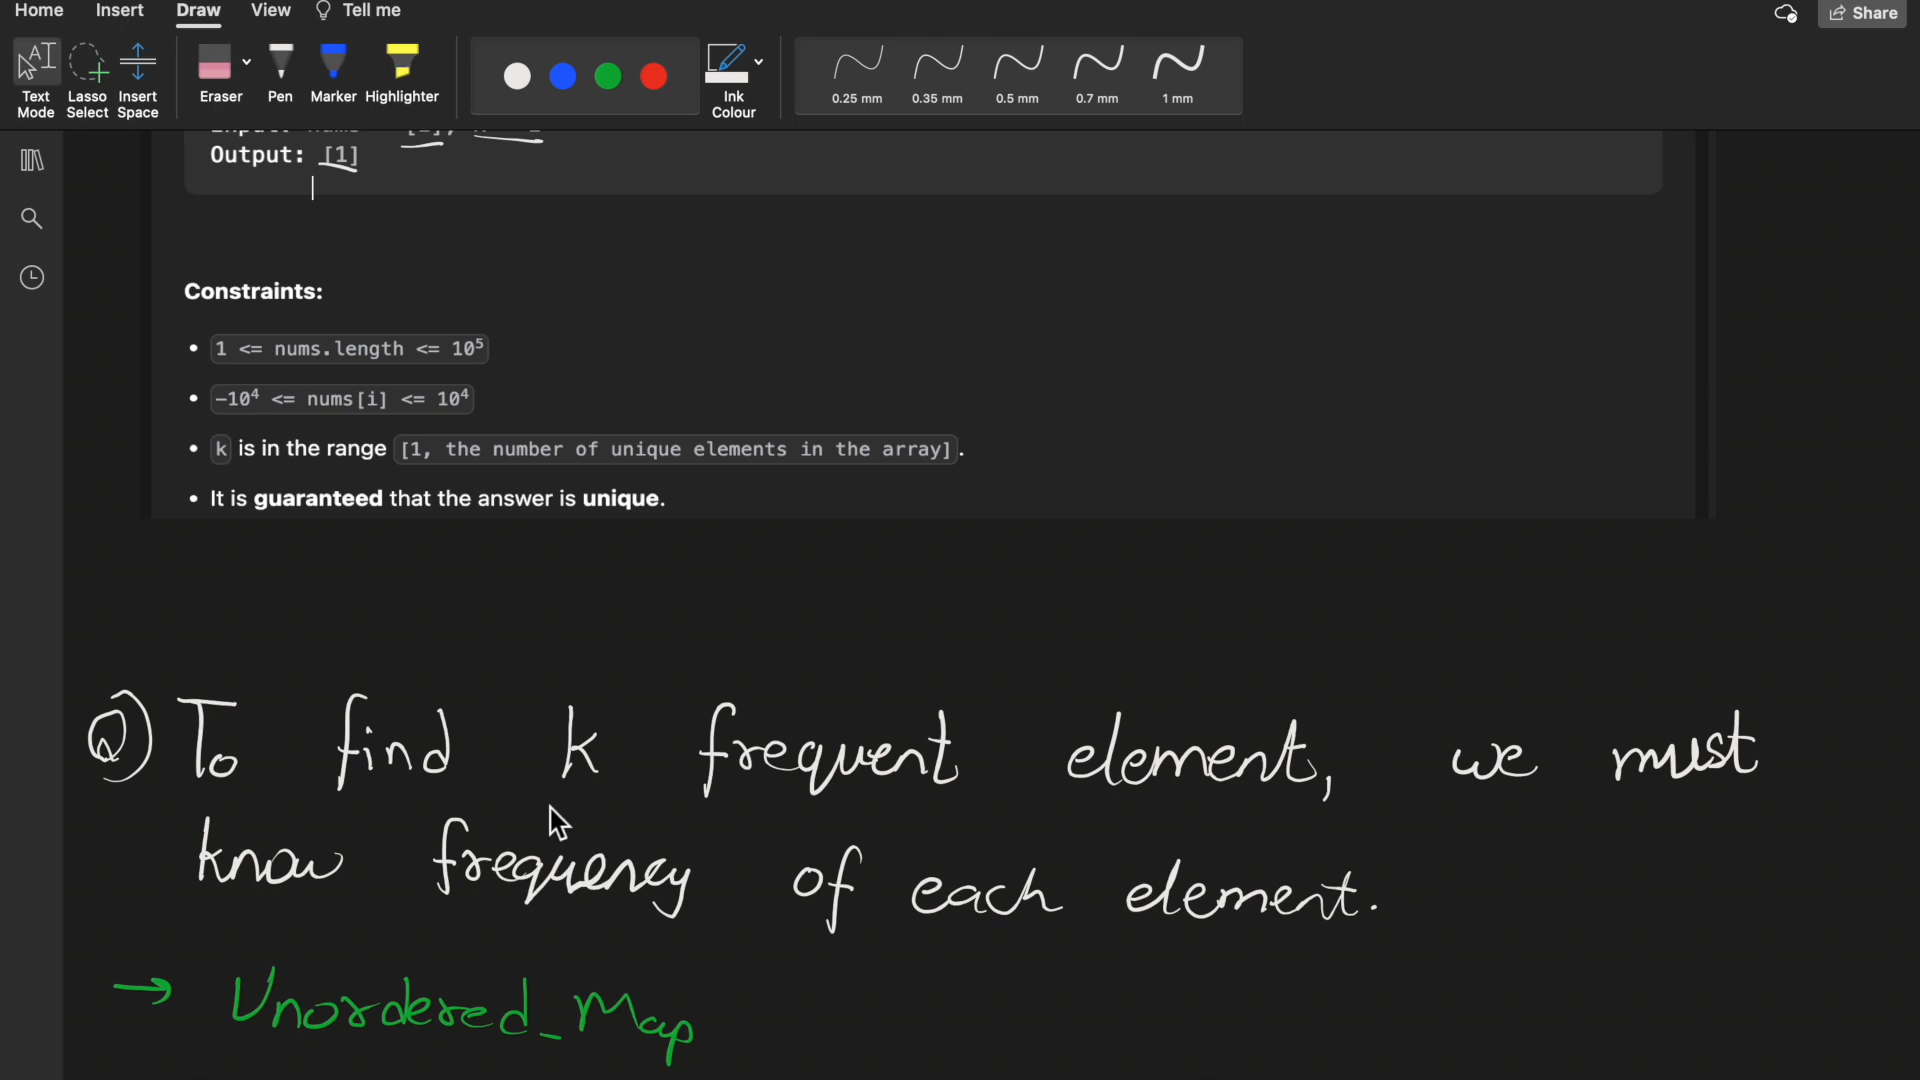 Home Insert Draw View Tell me Share
Text Mode Lasso Select Insert Space Eraser Pen Marker Highlighter Ink Colour 0.25 mm 0.35 mm 0.5 mm 0.7 mm 1 mm
Output: [1]
Constraints:
• 1 <= nums.length <= 10⁵
• -10⁴ <= nums[i] <= 10⁴
• k is in the range [1, the number of unique elements in the array].
• It is guaranteed that the answer is unique.
Q) To find k frequent element, we must
know frequency of each element.
→ Unordered_Map